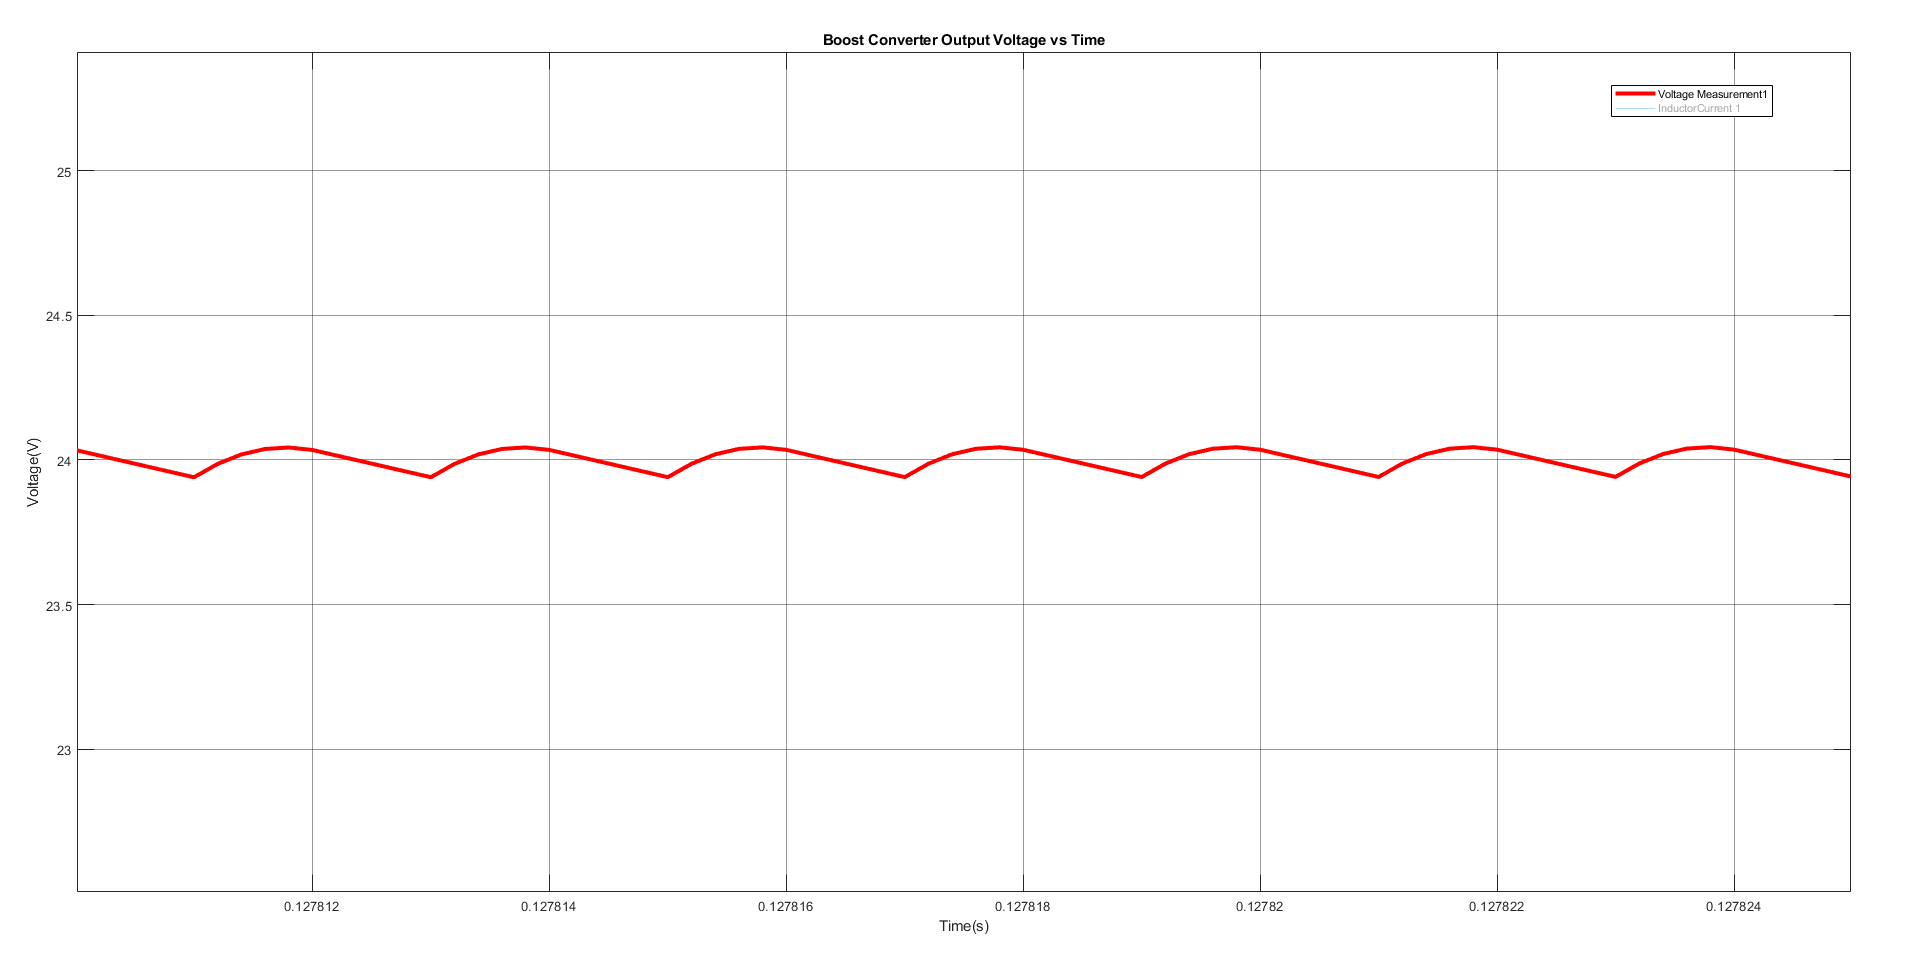 Boost Converter Output Voltage vs Time
Voltage Measurement1
InductorCurrent 1
25
24.5
24
23.5
23
Voltage(V)
0.127812
0.127814
0.127816
0.127818
0.12782
0.127822
0.127824
Time(s)